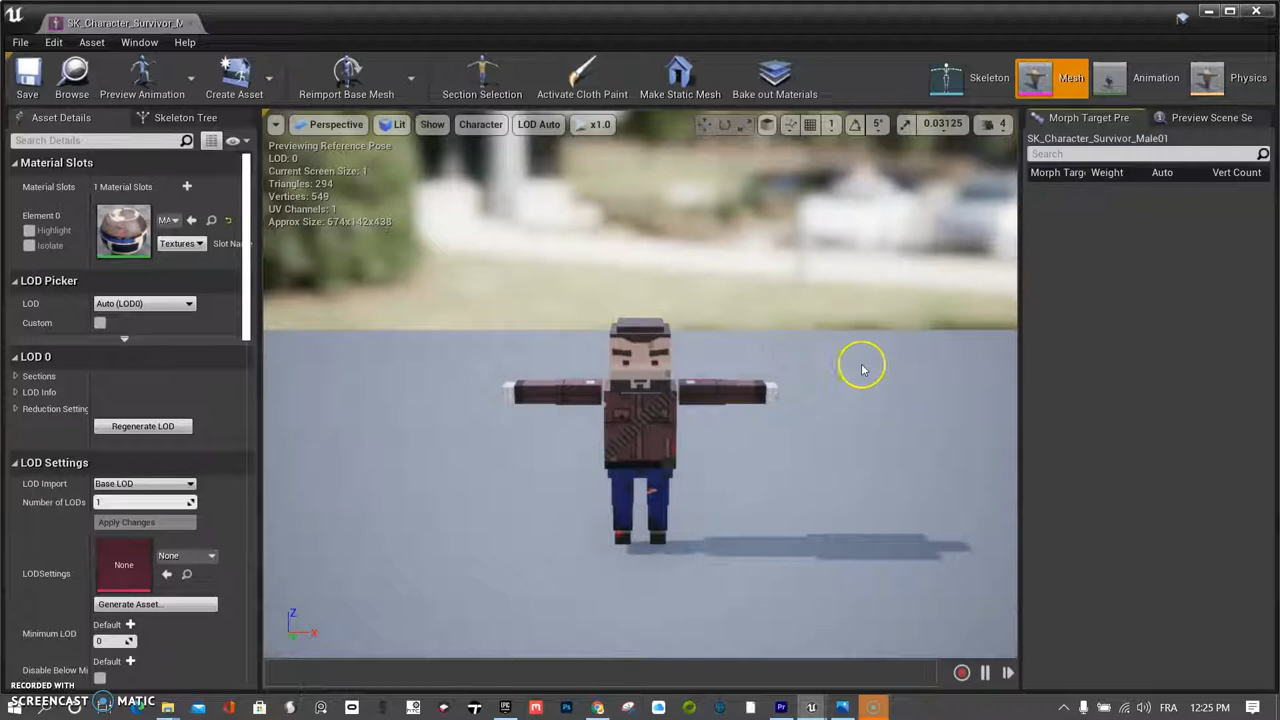 SK_Character_Survivor_M
File Edit Asset Window Help
Save Browse Preview Animation Create Asset Reimport Base Mesh Section Selection Activate Cloth Paint Make Static Mesh Bake out Materials Skeleton Mesh Animation Physics
Asset Details Skeleton Tree
Search Details
Material Slots
Material Slots 1 Material Slots
Element 0
Highlight
Isolate
Textures
LOD Picker
LOD Auto (LOD0)
Custom
LOD 0
Sections
LOD Info
Reduction Setting
Regenerate LOD
LOD Settings
LOD Import Base LOD
Number of LODs 1
Apply Changes
None None
LODSettings
Generate Asset...
Default
Minimum LOD 0
Default
Disable Below Mi
Perspective Lit Show Character LOD Auto x1.0 1 5° 0.03125 4
Previewing Reference Pose
LOD: 0
Current Screen Size: 1
Triangles: 294
Vertices: 549
UV Channels: 1
Approx Size: 674x142x438
Z
X
Morph Target Pre Preview Scene Se
SK_Character_Survivor_Male01
Search
Morph Targ Weight Auto Vert Count
RECORDED WITH
SCREENCAST MATIC
FRA 12:25 PM